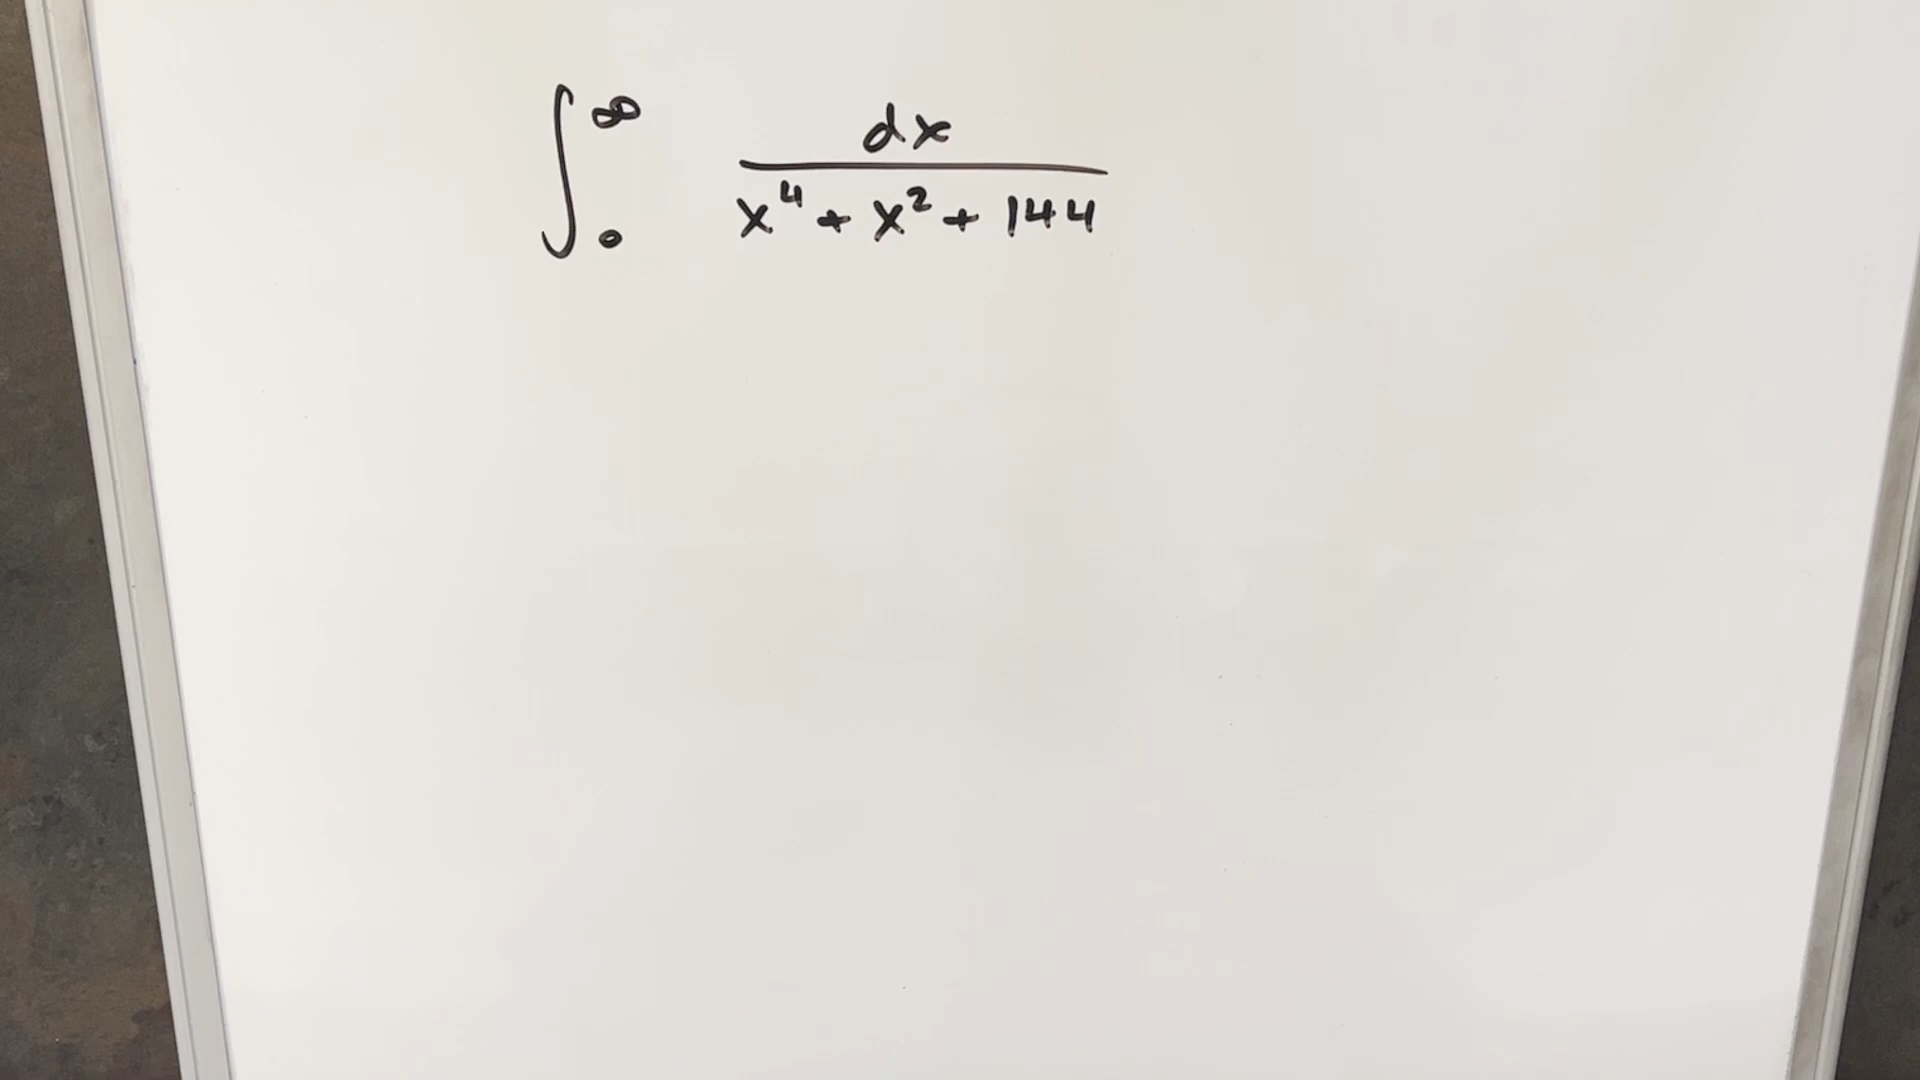 ∫₀^∞ dx / (x⁴ + x² + 144)